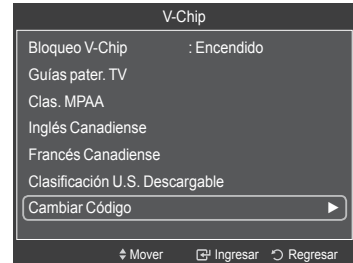 V-Chip
Bloqueo V-Chip : Encendido
Guías pater. TV
Clas. MPAA
Inglés Canadiense
Francés Canadiense
Clasificación U.S. Descargable
Cambiar Código
Mover Ingresar Regresar